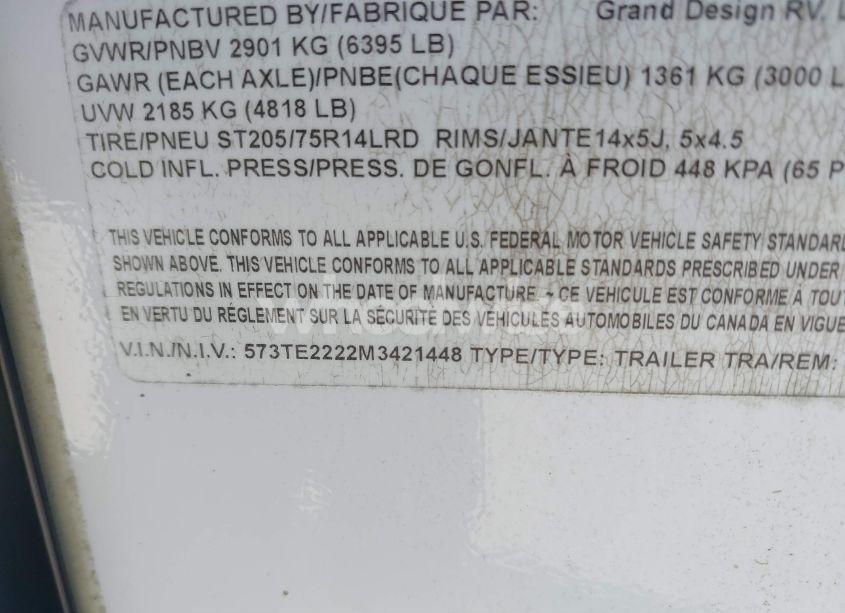 MANUFACTURED BY/FABRIQUE PAR: Grand Design RV,
GVWR/PNBV 2901 KG (6395 LB)
GAWR (EACH AXLE)/PNBE(CHAQUE ESSIEU) 1361 KG (3000 L
UVW 2185 KG (4818 LB)
TIRE/PNEU ST205/75R14LRD RIMS/JANTE14x5J, 5x4.5
COLD INFL. PRESS/PRESS. DE GONFL. À FROID 448 KPA (65 P
THIS VEHICLE CONFORMS TO ALL APPLICABLE U.S. FEDERAL MOTOR VEHICLE SAFETY STANDARD
SHOWN ABOVE. THIS VEHICLE CONFORMS TO ALL APPLICABLE STANDARDS PRESCRIBED UNDER
REGULATIONS IN EFFECT ON THE DATE OF MANUFACTURE. - CE VÉHICULE EST CONFORME À TOUT
EN VERTU DU RÉGLEMENT SUR LA SÉCURITÉ DES VÉHICULES AUTOMOBILES DU CANADA EN VIGUE
V.I.N./N.I.V.: 573TE2222M3421448 TYPE/TYPE: TRAILER TRA/REM: